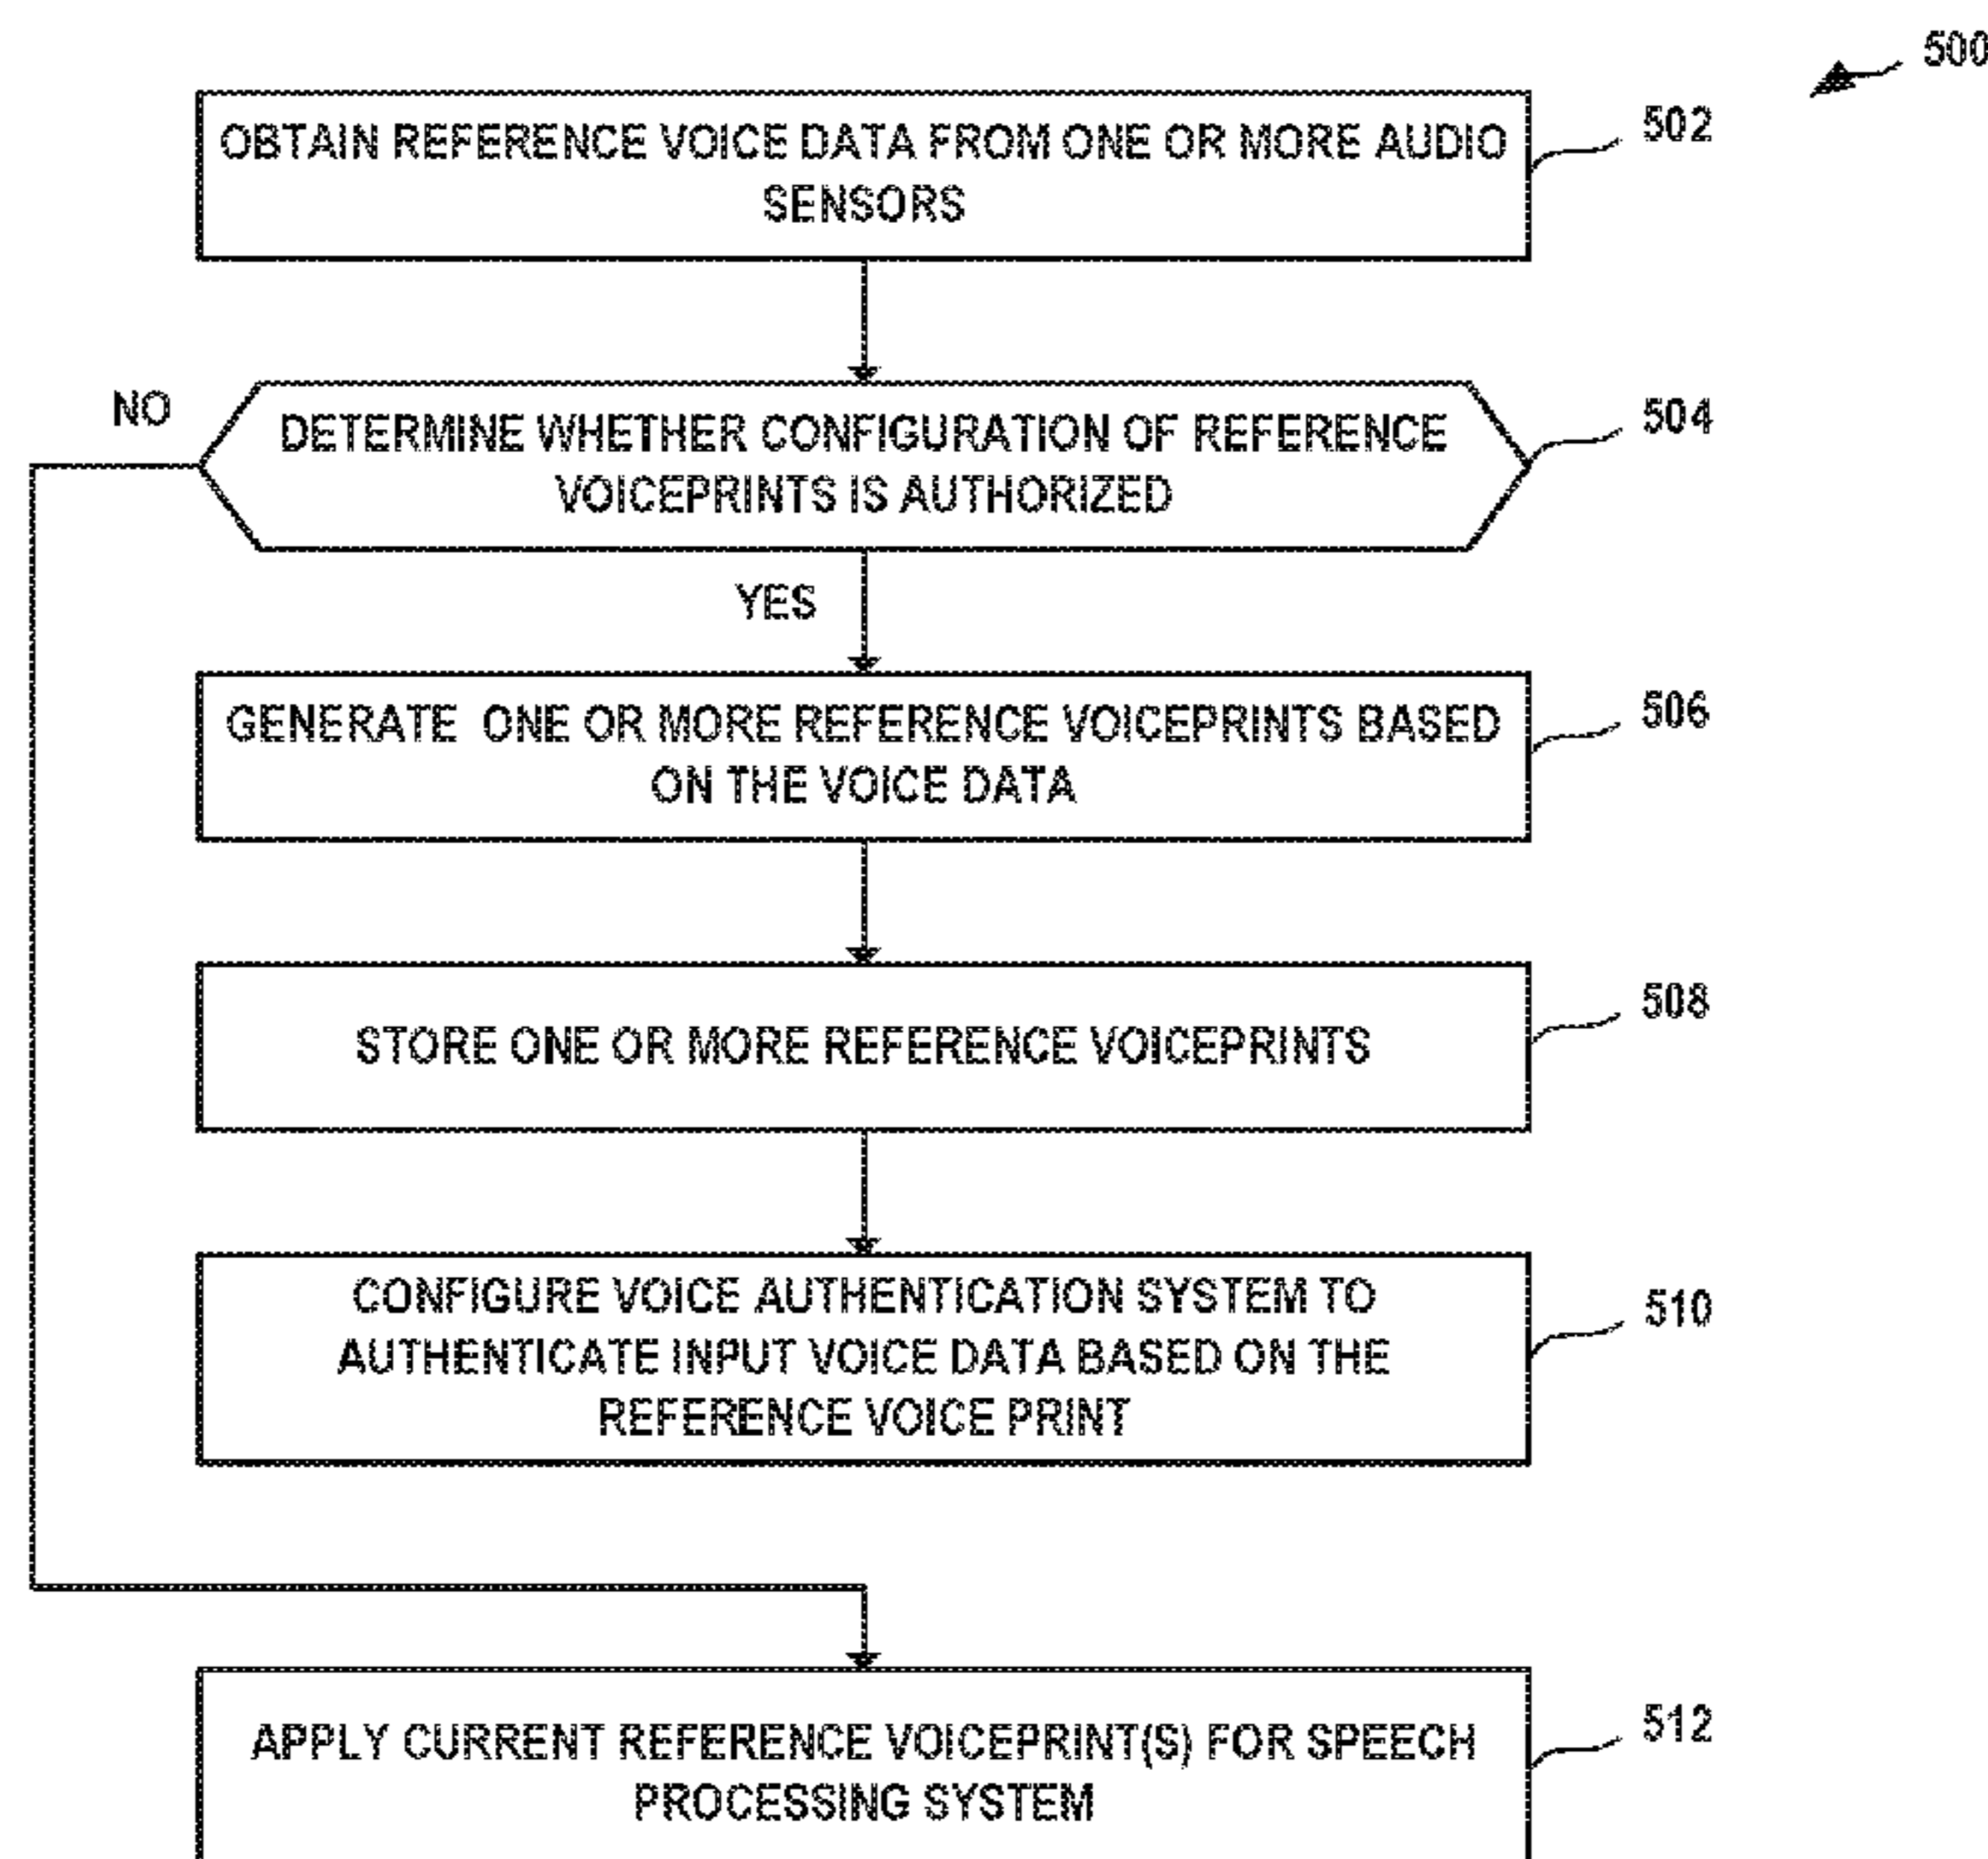 500
OBTAIN REFERENCE VOICE DATA FROM ONE OR MORE AUDIO
SENSORS
502
NO
DETERMINE WHETHER CONFIGURATION OF REFERENCE
VOICEPRINTS IS AUTHORIZED
504
YES
GENERATE ONE OR MORE REFERENCE VOICEPRINTS BASED
ON THE VOICE DATA
506
STORE ONE OR MORE REFERENCE VOICEPRINTS
508
CONFIGURE VOICE AUTHENTICATION SYSTEM TO
AUTHENTICATE INPUT VOICE DATA BASED ON THE
REFERENCE VOICE PRINT
510
APPLY CURRENT REFERENCE VOICEPRINT(S) FOR SPEECH
PROCESSING SYSTEM
512